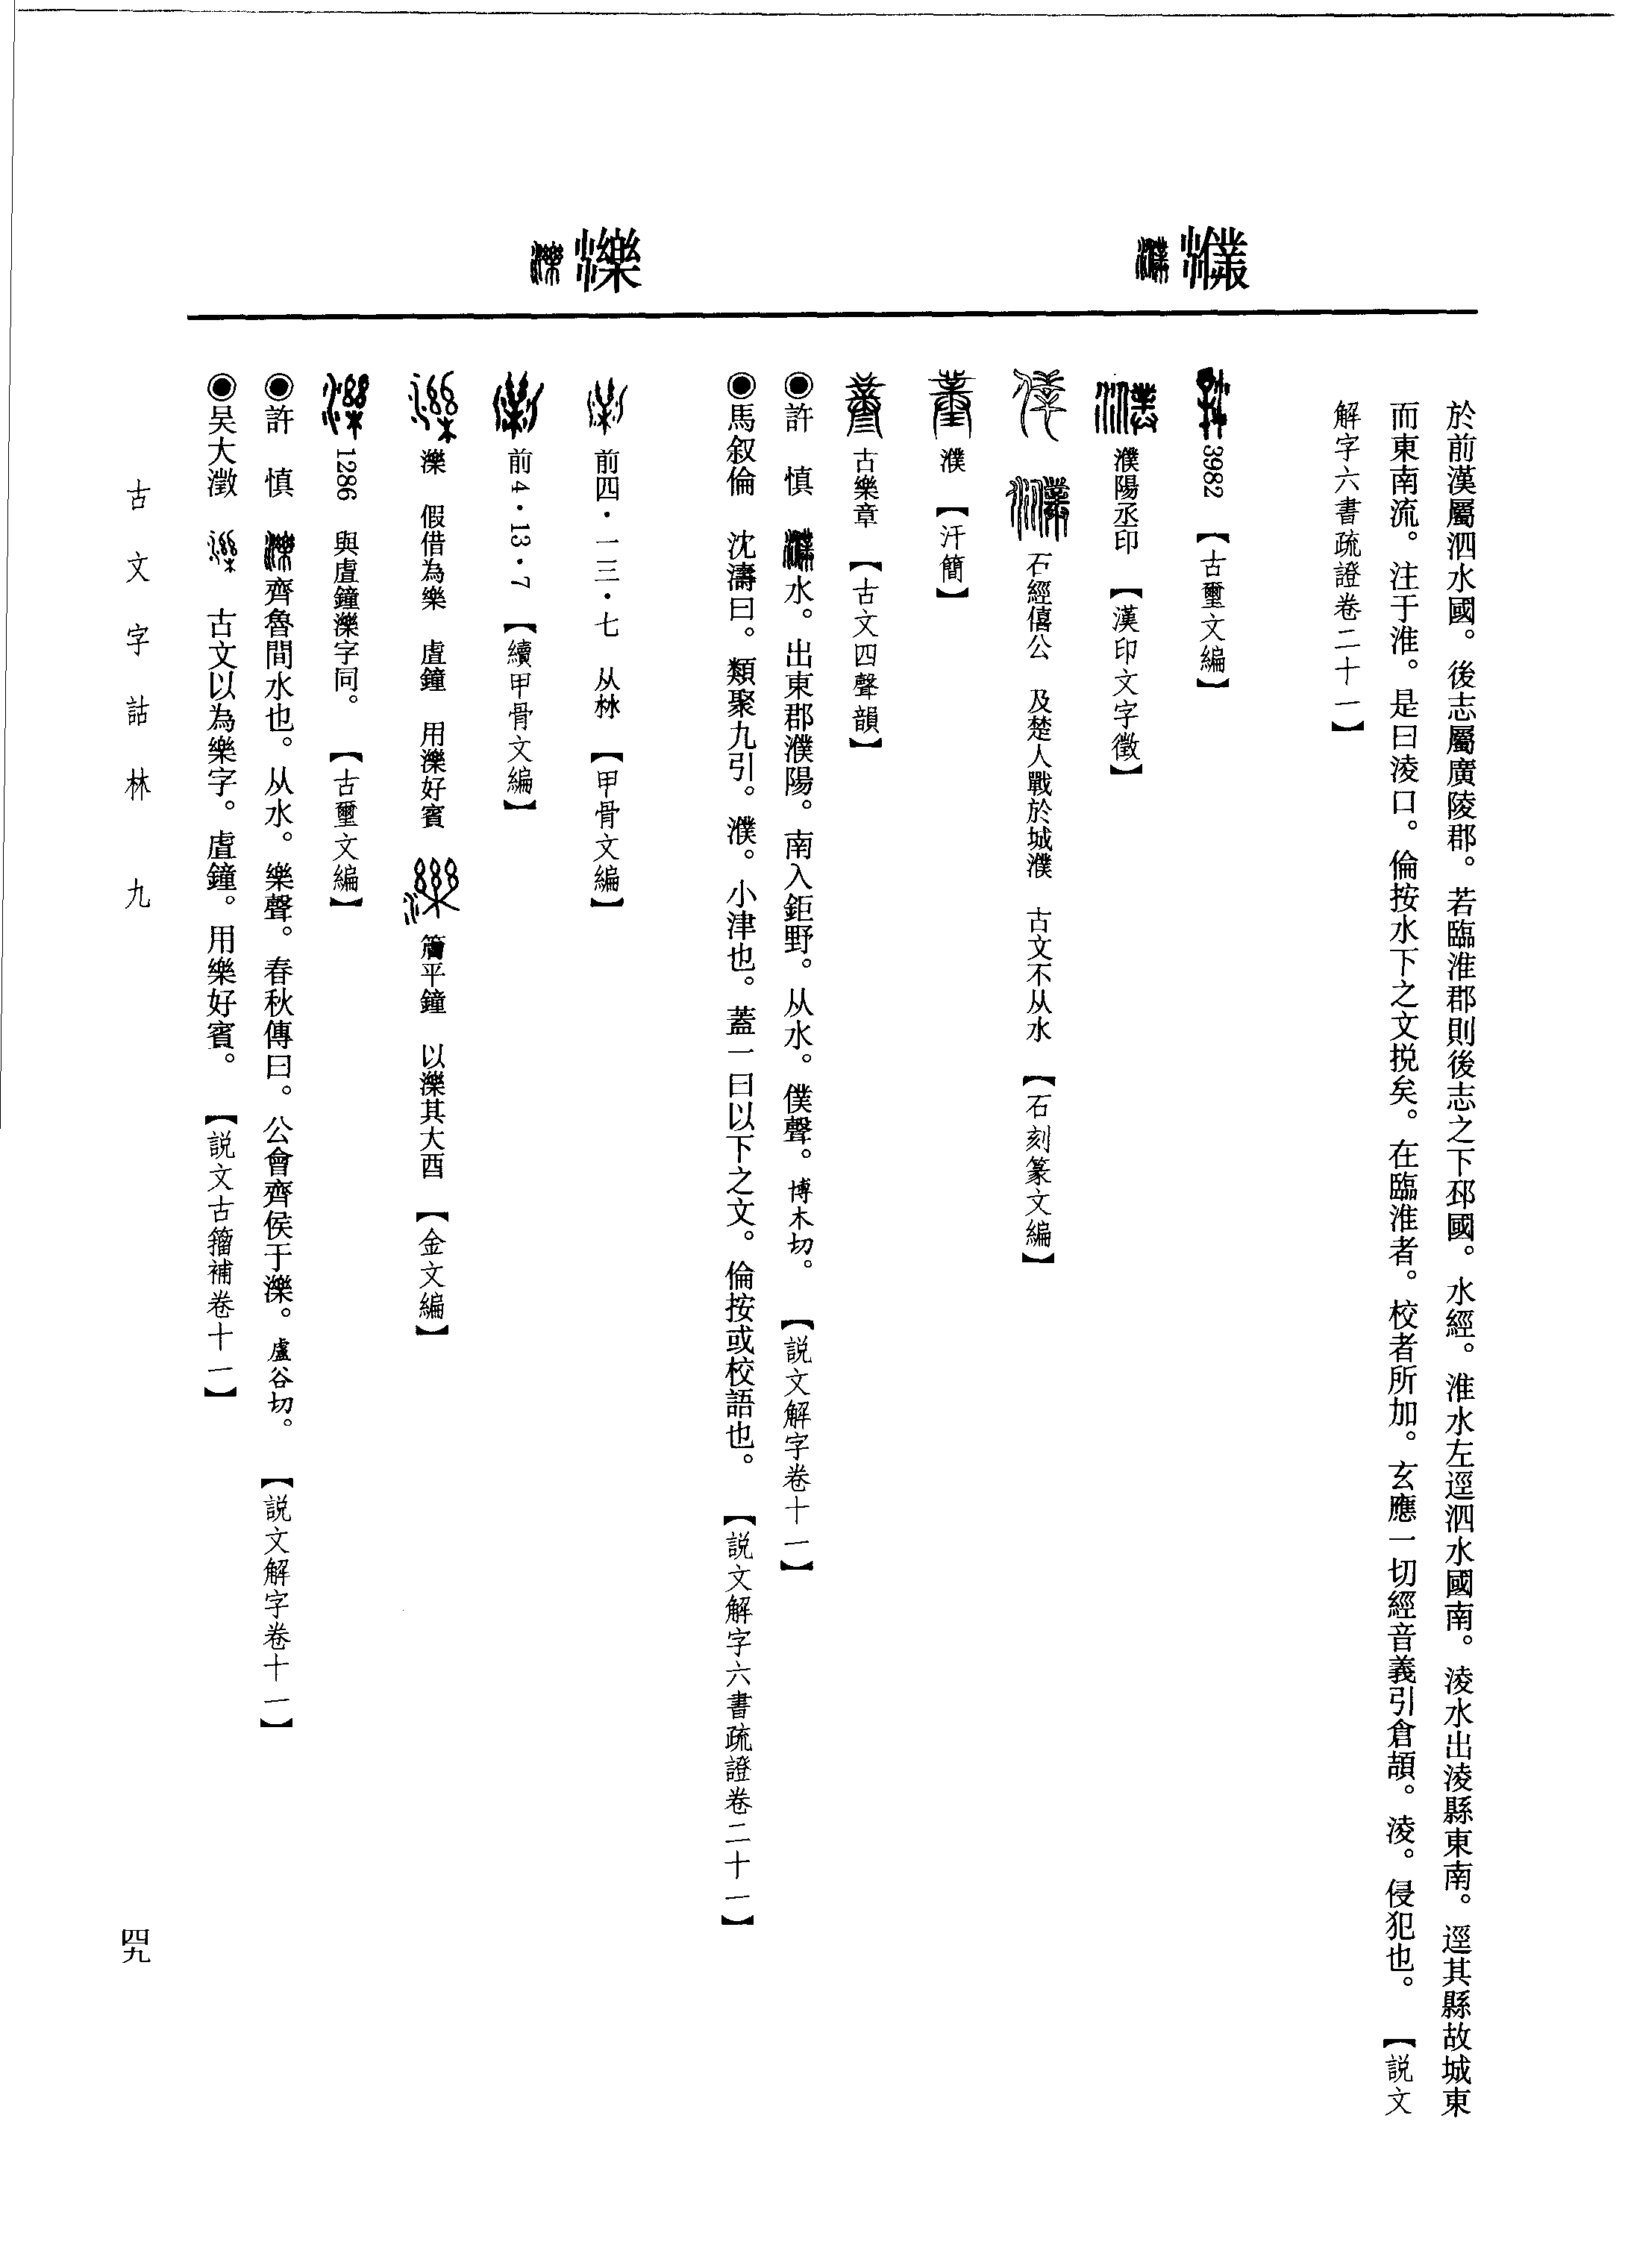 濮
濼
於前漢屬泗水國。後志屬廣陵郡。若臨淮郡則後志之下邳國。水經。淮水左逕泗水國南。淩水出淩縣東南。逕其縣故城東
而東南流。注于淮。是曰淩口。倫按水下之文挩矣。在臨淮者。校者所加。玄應一切經音義引倉頡。淩。侵犯也。 【說文
解字六書疏證卷二十一】
3982 【古璽文編】
濮陽丞印 【漢印文字徵】
石經僖公 及楚人戰於城濮 古文不从水 【石刻篆文編】
濮 【汗簡】
古樂章 【古文四聲韻】
◉許 慎 水。出東郡濮陽。南入鉅野。从水。僕聲。博木切。 【說文解字卷十一】
◉馬叙倫 沈濤曰。類聚九引。濮。小津也。蓋一曰以下之文。倫按或校語也。 【說文解字六書疏證卷二十一】
前四·一三·七 从𣏟 【甲骨文編】
前4·13·7 【續甲骨文編】
濼 假借為樂 虘鐘 用濼好賓 平鐘 以濼其大酉 【金文編】
1286 與虘鐘濼字同。 【古璽文編】
◉許 慎 齊魯間水也。从水。樂聲。春秋傳曰。公會齊侯于濼。盧谷切。 【說文解字卷十一】
◉吴大澂 古文以為樂字。虘鐘。用樂好賓。 【説文古籀補卷十一】
古文字詁林 九
四九